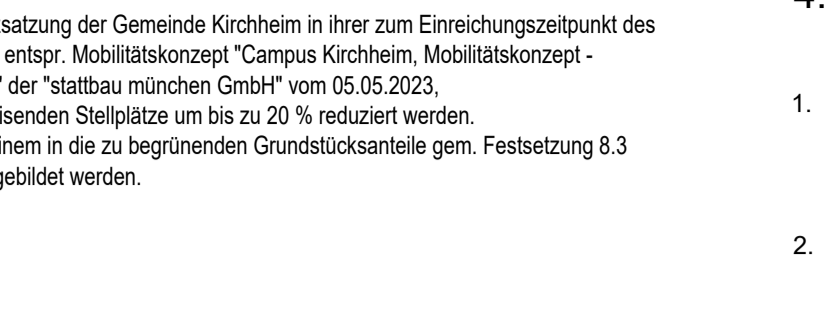 satzung der Gemeinde Kirchheim in ihrer zum Einreichungszeitpunkt des
entspr. Mobilitätskonzept "Campus Kirchheim, Mobilitätskonzept -
" der "stattbau münchen GmbH" vom 05.05.2023,
isenden Stellplätze um bis zu 20 % reduziert werden.
inem in die zu begrünenden Grundstücksanteile gem. Festsetzung 8.3
gebildet werden.
1.
2.